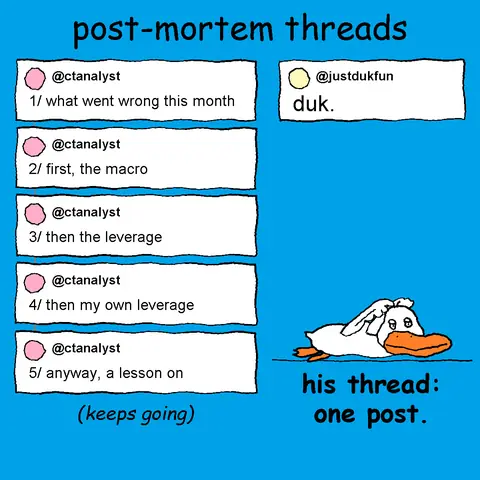 post-mortem threads
@ctanalyst
1/ what went wrong this month
@ctanalyst
2/ first, the macro
@ctanalyst
3/ then the leverage
@ctanalyst
4/ then my own leverage
@ctanalyst
5/ anyway, a lesson on
(keeps going)
@justdukfun
duk.
his thread:
one post.